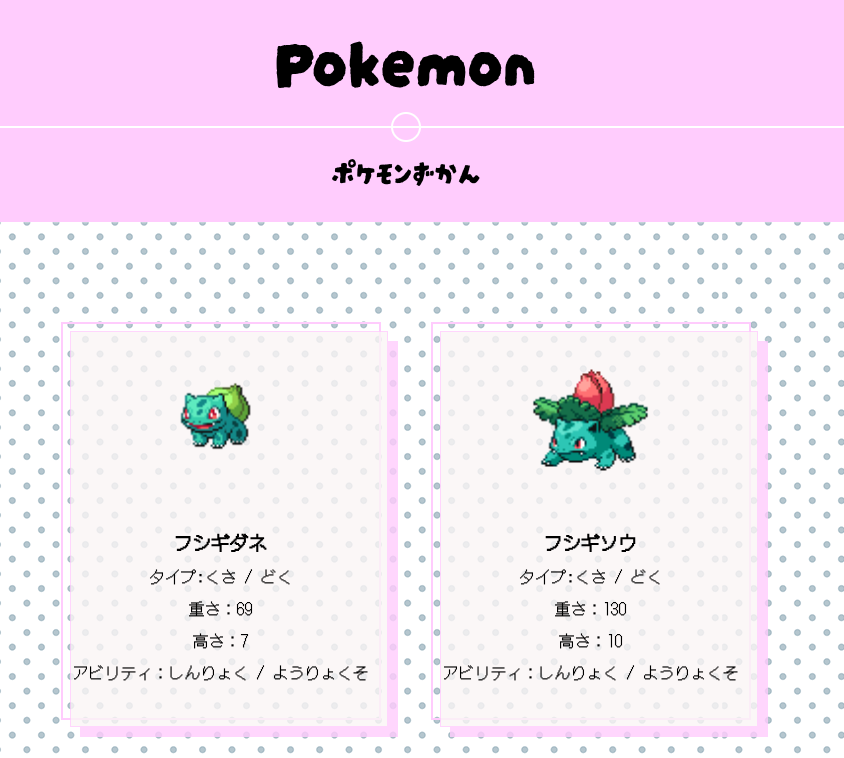 Pokemon
ポケモンずかん
フシギダネ
タイプ:くさ / どく
重さ：69
高さ：7
アビリティ：しんりょく / ようりょくそ
フシギソウ
タイプ:くさ / どく
重さ：130
高さ：10
アビリティ：しんりょく / ようりょくそ